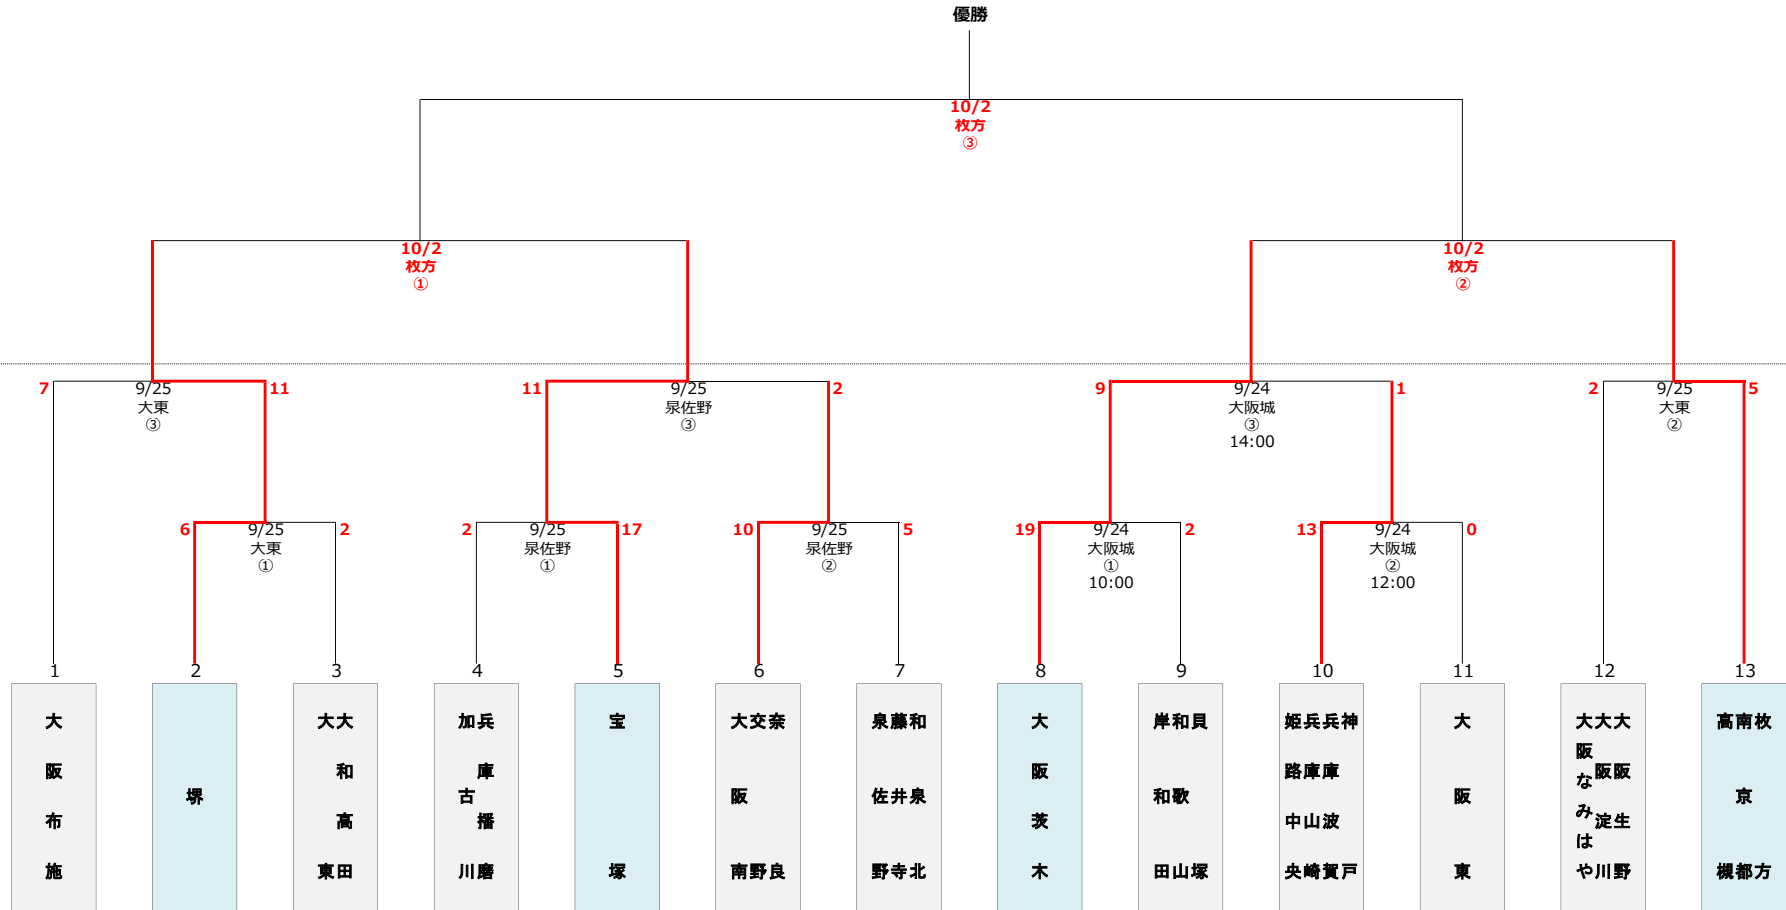 優勝
10/2
枚方
③
10/2
枚方
①
10/2
枚方
②
7
9/25
大東
③
11
11
9/25
泉佐野
③
2
9
9/24
大阪城
③
14:00
1
2
9/25
大東
②
5
6
9/25
大東
①
2
2
9/25
泉佐野
①
17
10
9/25
泉佐野
②
5
19
9/24
大阪城
①
10:00
2
13
9/24
大阪城
②
12:00
0
1
2
3
4
5
6
7
8
9
10
11
12
13
大阪布施
堺
大和高田
大東
兵庫播磨
加古川
宝塚
奈良
交野
大阪南
和泉北
藤井寺
泉佐野
大阪茨木
貝塚
和歌山
岸和田
神戸
兵庫波賀
兵庫山崎
姫路中央
大阪東
大阪生野
大阪淀川
大阪なみはや
枚方
南京都
高槻